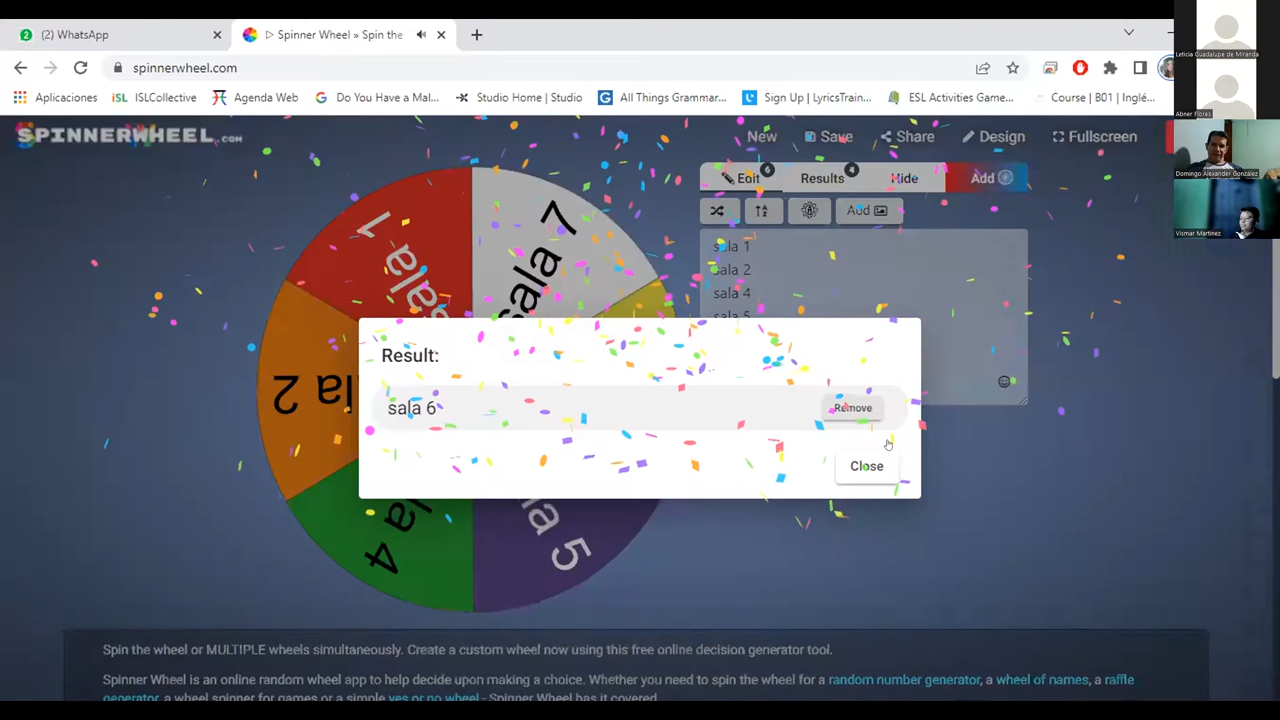 (2) WhatsApp
Spinner Wheel » Spin the
spinnerwheel.com
Aplicaciones
ISLCollective
Agenda Web
Do You Have a Mal...
Studio Home | Studio
All Things Grammar...
Sign Up | LyricsTrain...
ESL Activities Game...
Course | B01 | Inglé...
SPINNERWHEEL.COM
New
Save
Share
Design
Fullscreen
Edit 6
Results 4
Hide
Add
Add
sala 1
sala 2
sala 4
sala 5
sala 7
sala 1
2
4
5
Result:
sala 6
Remove
Close
Spin the wheel or MULTIPLE wheels simultaneously. Create a custom wheel now using this free online decision generator tool.
Spinner Wheel is an online random wheel app to help decide upon making a choice. Whether you need to spin the wheel for a random number generator, a wheel of names, a raffle
generator, a wheel spinner for games or a simple yes or no wheel - Spinner Wheel has it covered.
Leticia Guadalupe de Miranda
Abner Flores
Domingo Alexander Gonzalez
Vismar Martinez